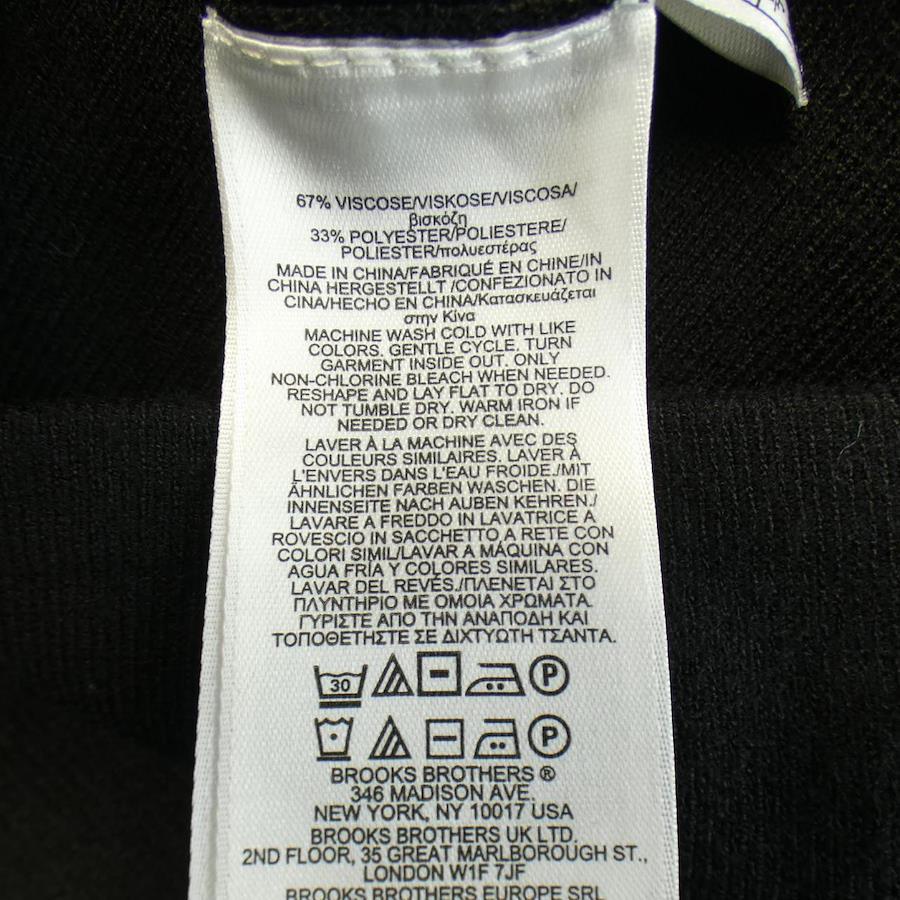 67% VISCOSE/VISKOSE/VISCOSA/
βισκόζη
33% POLYESTER/POLIESTERE/
POLIESTER/πολυεστέρας
MADE IN CHINA/FABRIQUÉ EN CHINE/IN
CHINA HERGESTELLT /CONFEZIONATO IN
CINA/HECHO EN CHINA/Κατασκευάζεται
στην Κίνα
MACHINE WASH COLD WITH LIKE
COLORS. GENTLE CYCLE. TURN
GARMENT INSIDE OUT. ONLY
NON-CHLORINE BLEACH WHEN NEEDED.
RESHAPE AND LAY FLAT TO DRY. DO
NOT TUMBLE DRY. WARM IRON IF
NEEDED OR DRY CLEAN.
LAVER À LA MACHINE AVEC DES
COULEURS SIMILAIRES. LAVER À
L'ENVERS DANS L'EAU FROIDE./MIT
ÄHNLICHEN FARBEN WASCHEN. DIE
INNENSEITE NACH AUBEN KEHREN./
LAVARE A FREDDO IN LAVATRICE A
ROVESCIO IN SACCHETTO A RETE CON
COLORI SIMIL/LAVAR A MÁQUINA CON
AGUA FRÍA Y COLORES SIMILARES.
LAVAR DEL REVÉS./ΠΛΕΝΕΤΑΙ ΣΤΟ
ΠΛΥΝΤΗΡΙΟ ΜΕ ΟΜΟΙΑ ΧΡΩΜΑΤΑ.
ΓΥΡΙΣΤΕ ΑΠΟ ΤΗΝ ΑΝΑΠΟΔΗ ΚΑΙ
ΤΟΠΟΘΕΤΗΣΤΕ ΣΕ ΔΙΧΤΥΩΤΗ ΤΣΑΝΤΑ.
30 P
P
BROOKS BROTHERS ®
346 MADISON AVE.
NEW YORK, NY 10017 USA
BROOKS BROTHERS UK LTD.
2ND FLOOR, 35 GREAT MARLBOROUGH ST.,
LONDON W1F 7JF
BROOKS BROTHERS EUROPE SRL